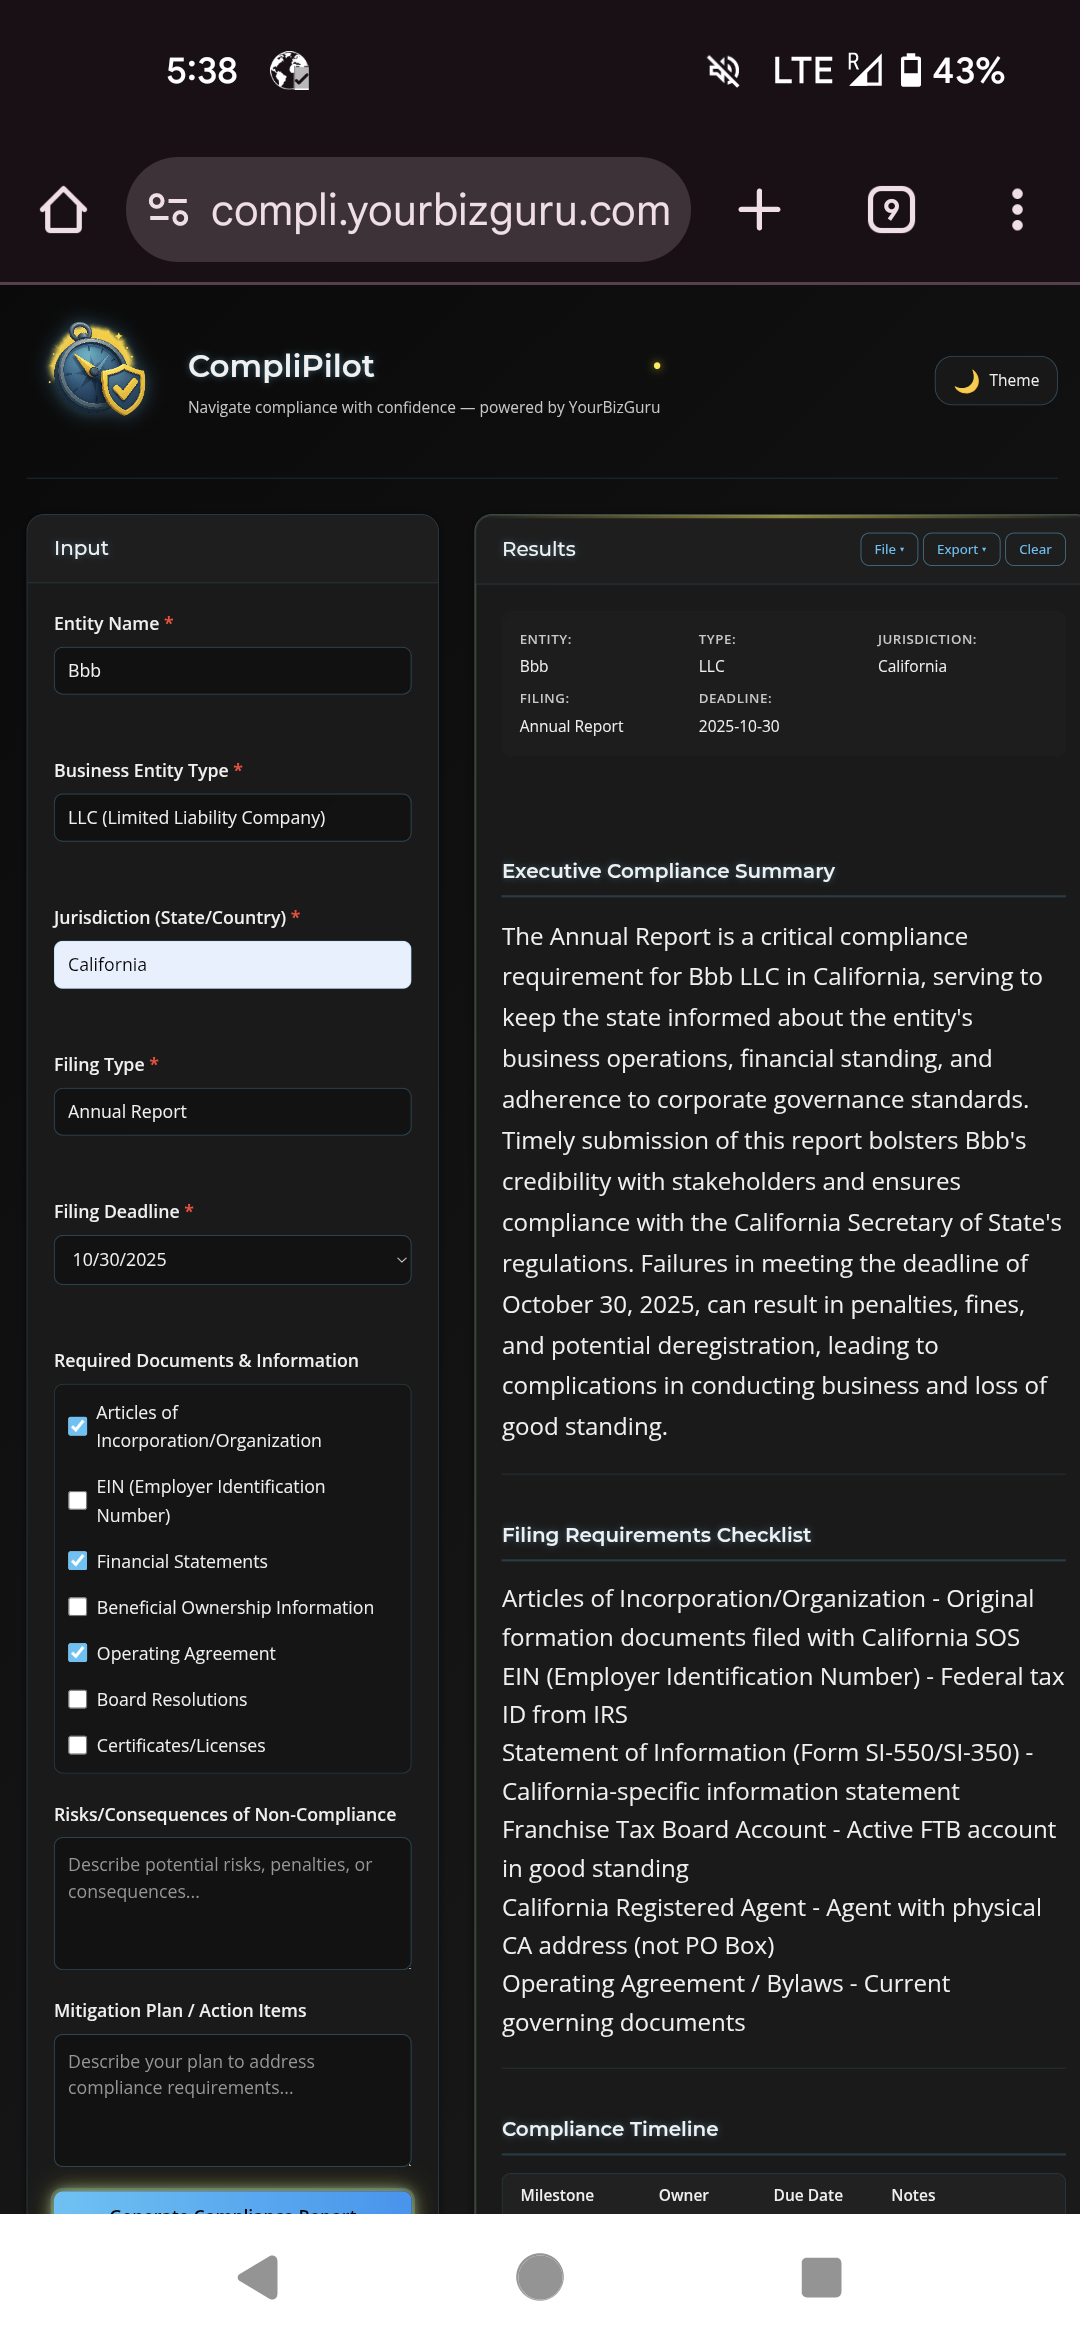 5:38
LTE R 43%
compli.yourbizguru.com
9
CompliPilot
Navigate compliance with confidence — powered by YourBizGuru
Theme
Input
Entity Name *
Bbb
Business Entity Type *
LLC (Limited Liability Company)
Jurisdiction (State/Country) *
California
Filing Type *
Annual Report
Filing Deadline *
10/30/2025
Required Documents & Information
Articles of
Incorporation/Organization
EIN (Employer Identification
Number)
Financial Statements
Beneficial Ownership Information
Operating Agreement
Board Resolutions
Certificates/Licenses
Risks/Consequences of Non-Compliance
Describe potential risks, penalties, or
consequences...
Mitigation Plan / Action Items
Describe your plan to address
compliance requirements...
Generate Compliance Report
Results
File ▾ Export ▾ Clear
ENTITY: TYPE: JURISDICTION:
Bbb LLC California
FILING: DEADLINE:
Annual Report 2025-10-30
Executive Compliance Summary
The Annual Report is a critical compliance
requirement for Bbb LLC in California, serving to
keep the state informed about the entity's
business operations, financial standing, and
adherence to corporate governance standards.
Timely submission of this report bolsters Bbb's
credibility with stakeholders and ensures
compliance with the California Secretary of State's
regulations. Failures in meeting the deadline of
October 30, 2025, can result in penalties, fines,
and potential deregistration, leading to
complications in conducting business and loss of
good standing.
Filing Requirements Checklist
Articles of Incorporation/Organization - Original
formation documents filed with California SOS
EIN (Employer Identification Number) - Federal tax
ID from IRS
Statement of Information (Form SI-550/SI-350) -
California-specific information statement
Franchise Tax Board Account - Active FTB account
in good standing
California Registered Agent - Agent with physical
CA address (not PO Box)
Operating Agreement / Bylaws - Current
governing documents
Compliance Timeline
Milestone Owner Due Date Notes